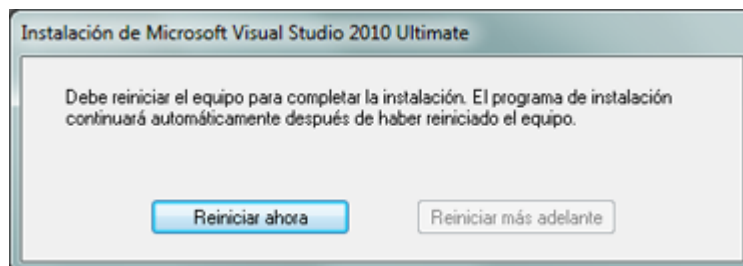 Instalación de Microsoft Visual Studio 2010 Ultimate
Debe reiniciar el equipo para completar la instalación. El programa de instalación
continuará automáticamente después de haber reiniciado el equipo.
Reiniciar ahora
Reiniciar más adelante